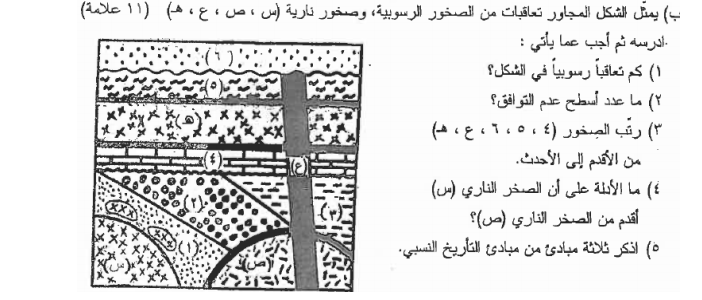 ب) يمثّل الشكل المجاور تعاقبات من الصخور الرسوبية، وصخور نارية (س ، ص ، ع ، هـ) (١١ علامة)
ادرسه ثم أجب عما يأتي :
١) كم تعاقباً رسوبياً في الشكل؟
٢) ما عدد أسطح عدم التوافق؟
٣) رتّب الصخور (٤ ، ٥ ، ٦ ، ع ، هـ)
من الأقدم إلى الأحدث.
٤) ما الأدلة على أن الصخر الناري (س)
أقدم من الصخر الناري (ص)؟
٥) اذكر ثلاثة مبادئ من مبادئ التأريخ النسبي.
(٦)
(٥)
(هـ)
(٤)
(ع)
(٢)
(٣)
(١)
(س)
(ص)